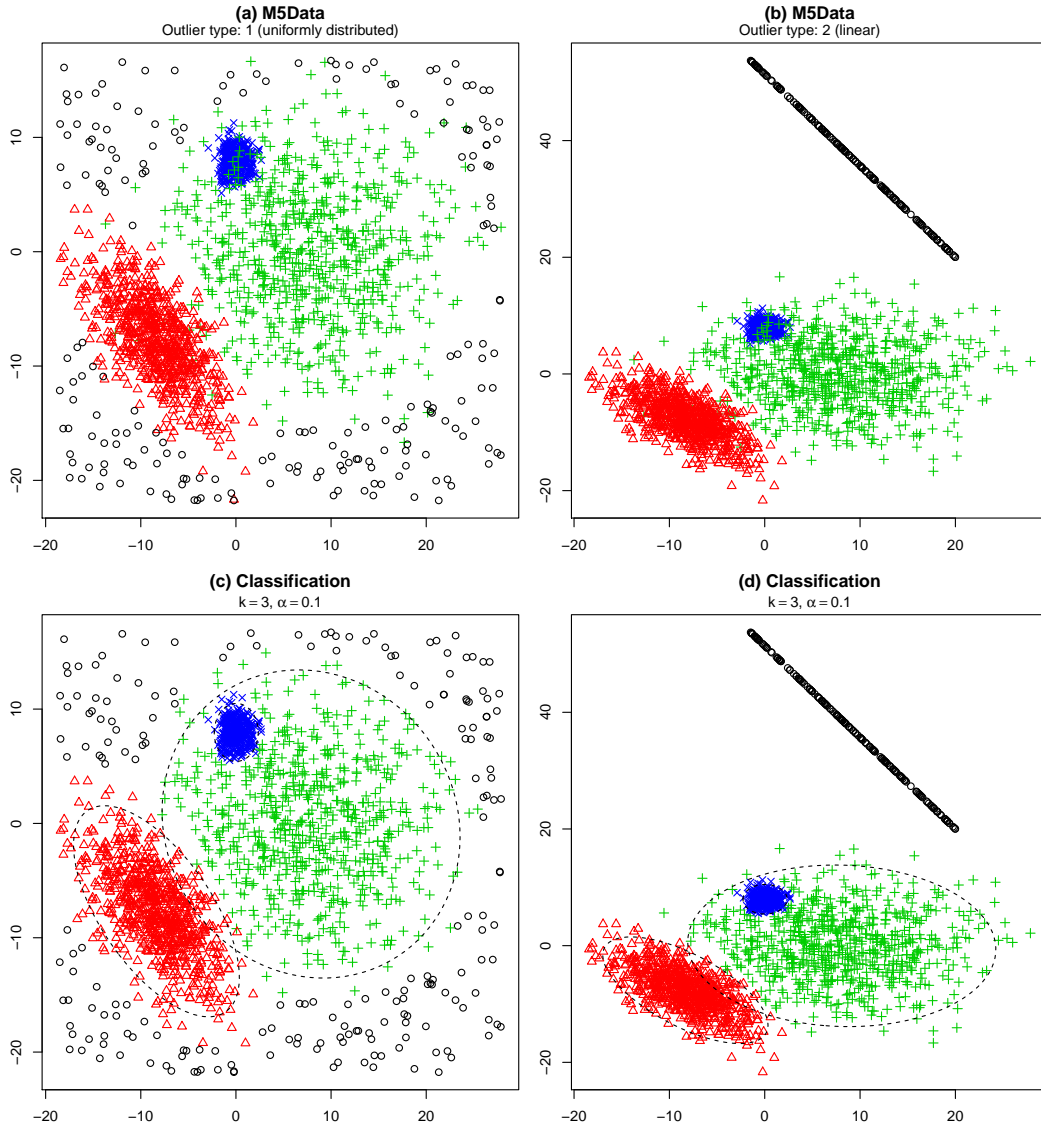 (a) M5Data
Outlier type: 1 (uniformly distributed)
10
0
−10
−20
−20 −10 0 10 20
(b) M5Data
Outlier type: 2 (linear)
40
20
0
−20
−20 −10 0 10 20
(c) Classification
k = 3, α = 0.1
10
0
−10
−20
−20 −10 0 10 20
(d) Classification
k = 3, α = 0.1
40
20
0
−20
−20 −10 0 10 20